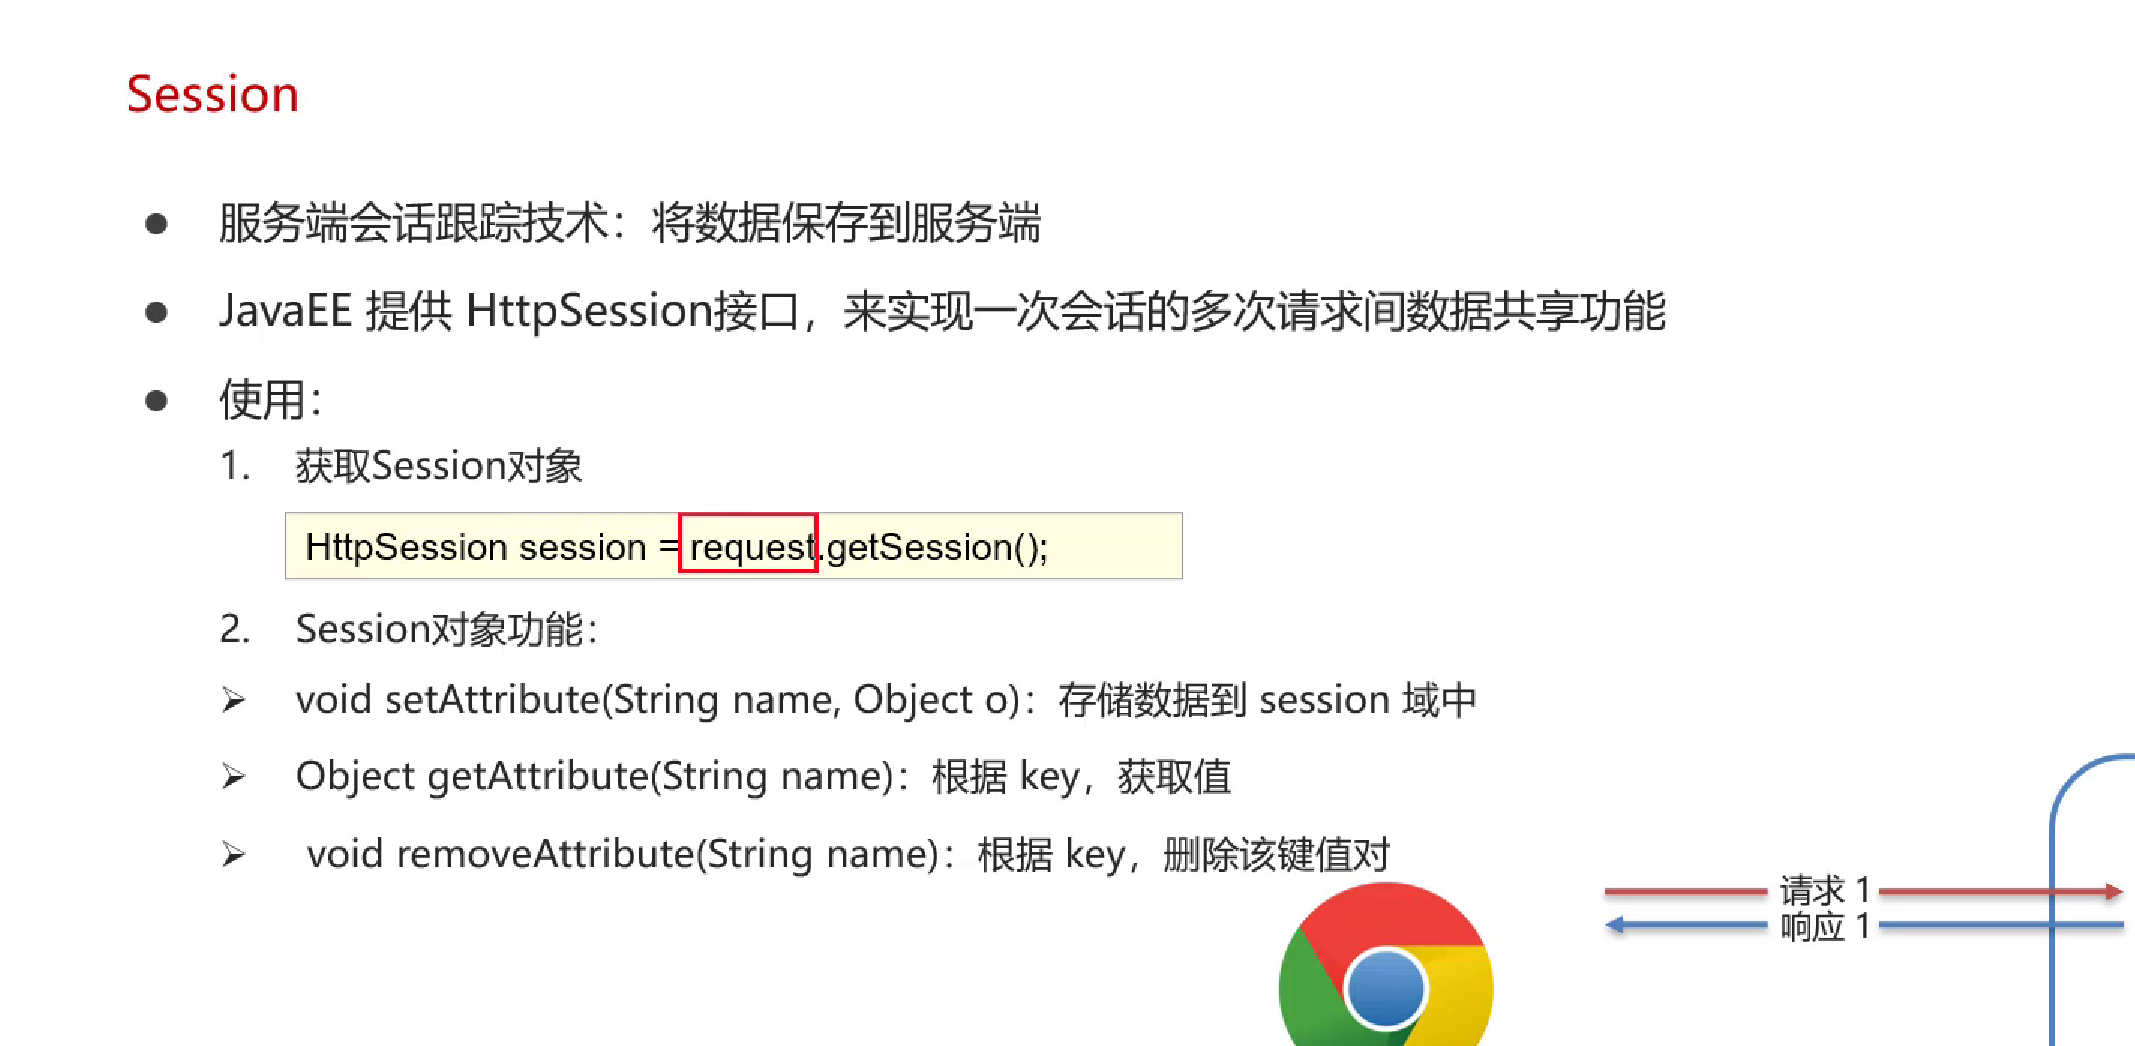 Session
● 服务端会话跟踪技术：将数据保存到服务端
● JavaEE 提供 HttpSession接口，来实现一次会话的多次请求间数据共享功能
● 使用：
1. 获取Session对象
HttpSession session = request.getSession();
2. Session对象功能：
➢ void setAttribute(String name, Object o)：存储数据到 session 域中
➢ Object getAttribute(String name)：根据 key，获取值
➢ void removeAttribute(String name)：根据 key，删除该键值对
请求 1
响应 1